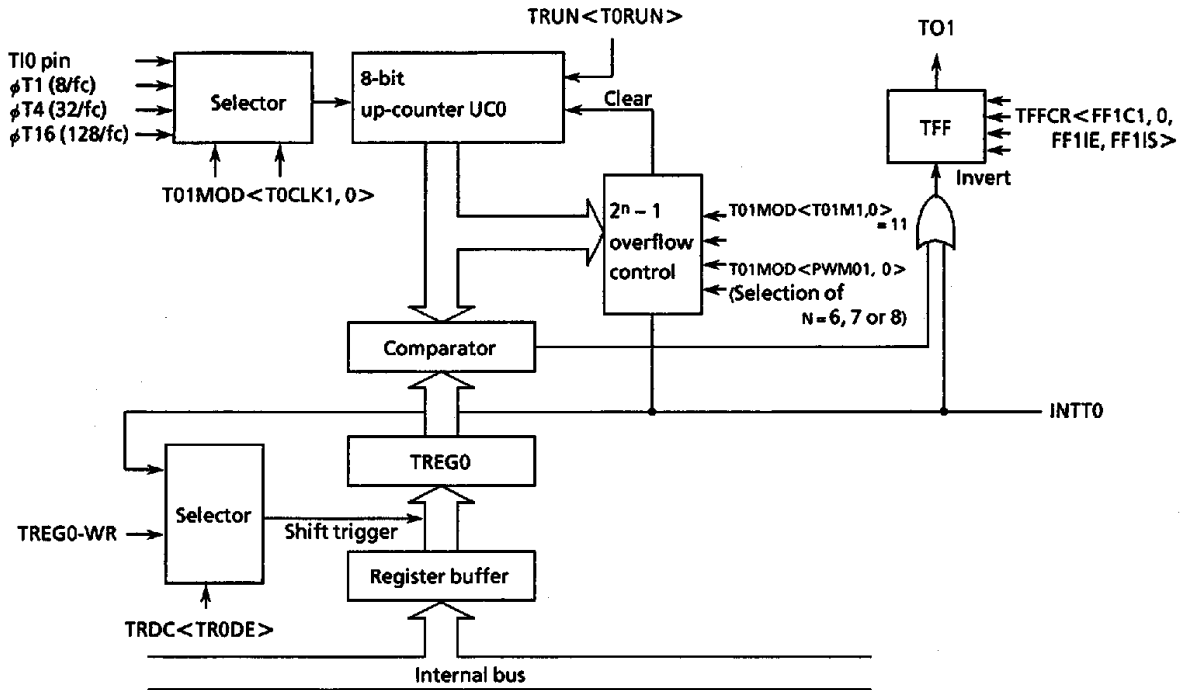 TRUN<T0RUN>
TO1
TI0 pin
ϕT1 (8/fc)
ϕT4 (32/fc)
ϕT16 (128/fc)
Selector
8-bit
up-counter UC0
Clear
TFF
TFFCR<FF1C1, 0,
FF1IE, FF1IS>
Invert
T01MOD<T0CLK1, 0>
2ⁿ – 1
overflow
control
T01MOD<T01M1,0>
= 11
T01MOD<PWM01, 0>
(Selection of
N = 6, 7 or 8)
Comparator
INTT0
TREG0
Selector
TREG0-WR
Shift trigger
Register buffer
TRDC<TR0DE>
Internal bus